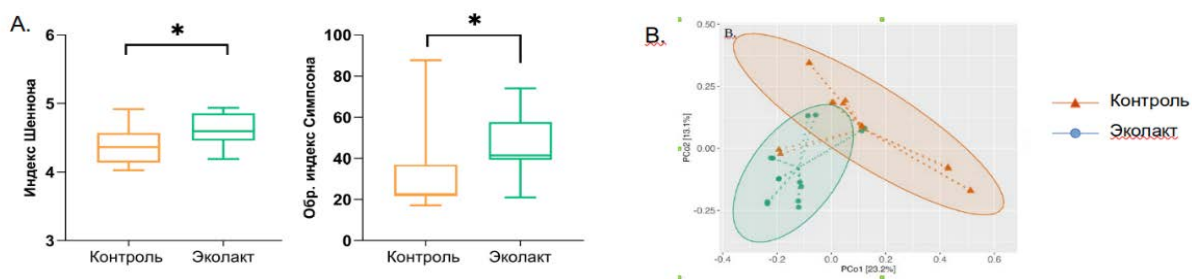 A.
Индекс Шеннона
6
5
4
3
*
Контроль
Эколакт
Обр. индекс Симпсона
100
80
60
40
20
0
*
Контроль
Эколакт
B.
B.
PCo2 [13.1%]
0.50
0.25
0.00
-0.25
-0.4
-0.2
0.0
0.2
0.4
0.6
PCo1 [23.2%]
Контроль
Эколакт